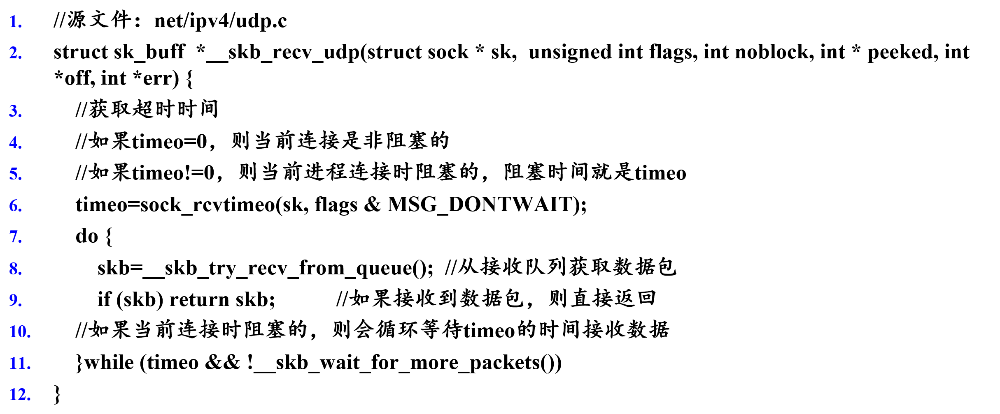 1. //源文件：net/ipv4/udp.c
2. struct sk_buff *__skb_recv_udp(struct sock * sk, unsigned int flags, int noblock, int * peeked, int
*off, int *err) {
3. //获取超时时间
4. //如果timeo=0，则当前连接是非阻塞的
5. //如果timeo!=0，则当前进程连接时阻塞的，阻塞时间就是timeo
6. timeo=sock_rcvtimeo(sk, flags & MSG_DONTWAIT);
7. do {
8. skb=__skb_try_recv_from_queue(); //从接收队列获取数据包
9. if (skb) return skb; //如果接收到数据包，则直接返回
10. //如果当前连接时阻塞的，则会循环等待timeo的时间接收数据
11. }while (timeo && !__skb_wait_for_more_packets())
12. }